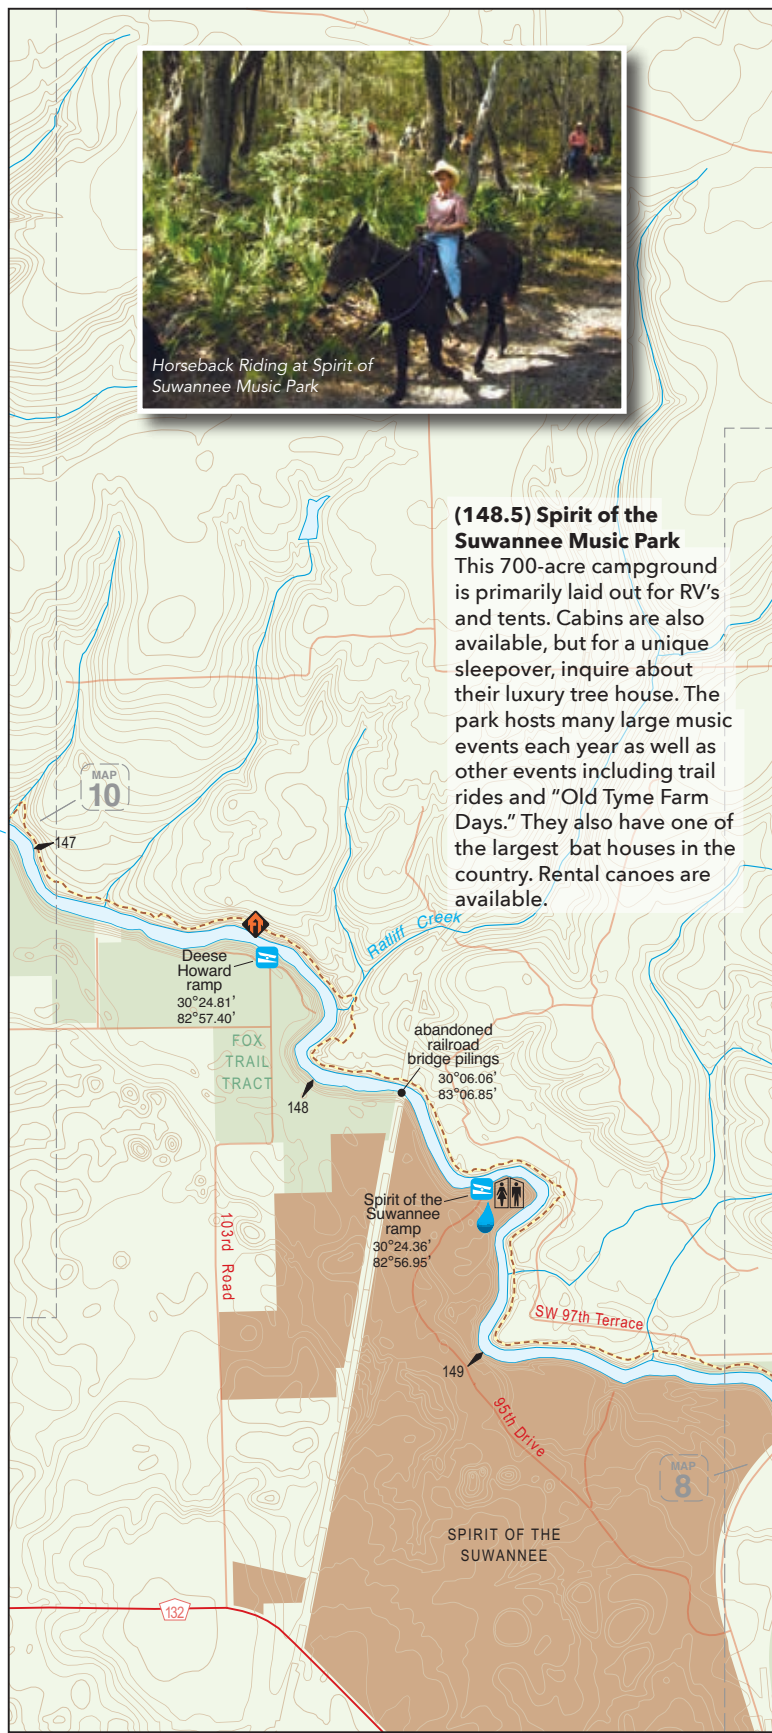 Horseback Riding at Spirit of
Suwannee Music Park
(148.5) Spirit of the
Suwannee Music Park
This 700-acre campground
is primarily laid out for RV's
and tents. Cabins are also
available, but for a unique
sleepover, inquire about
their luxury tree house. The
park hosts many large music
events each year as well as
other events including trail
rides and "Old Tyme Farm
Days." They also have one of
the largest  bat houses in the
country. Rental canoes are
available.
MAP
10
147
Ratliff Creek
Deese
Howard
ramp
30°24.81'
82°57.40'
FOX
TRAIL
TRACT
abandoned
railroad
bridge pilings
30°06.06'
83°06.85'
148
Spirit of the
Suwannee
ramp
30°24.36'
82°56.95'
103rd Road
SW 97th Terrace
149
95th Drive
MAP
8
SPIRIT OF THE
SUWANNEE
132